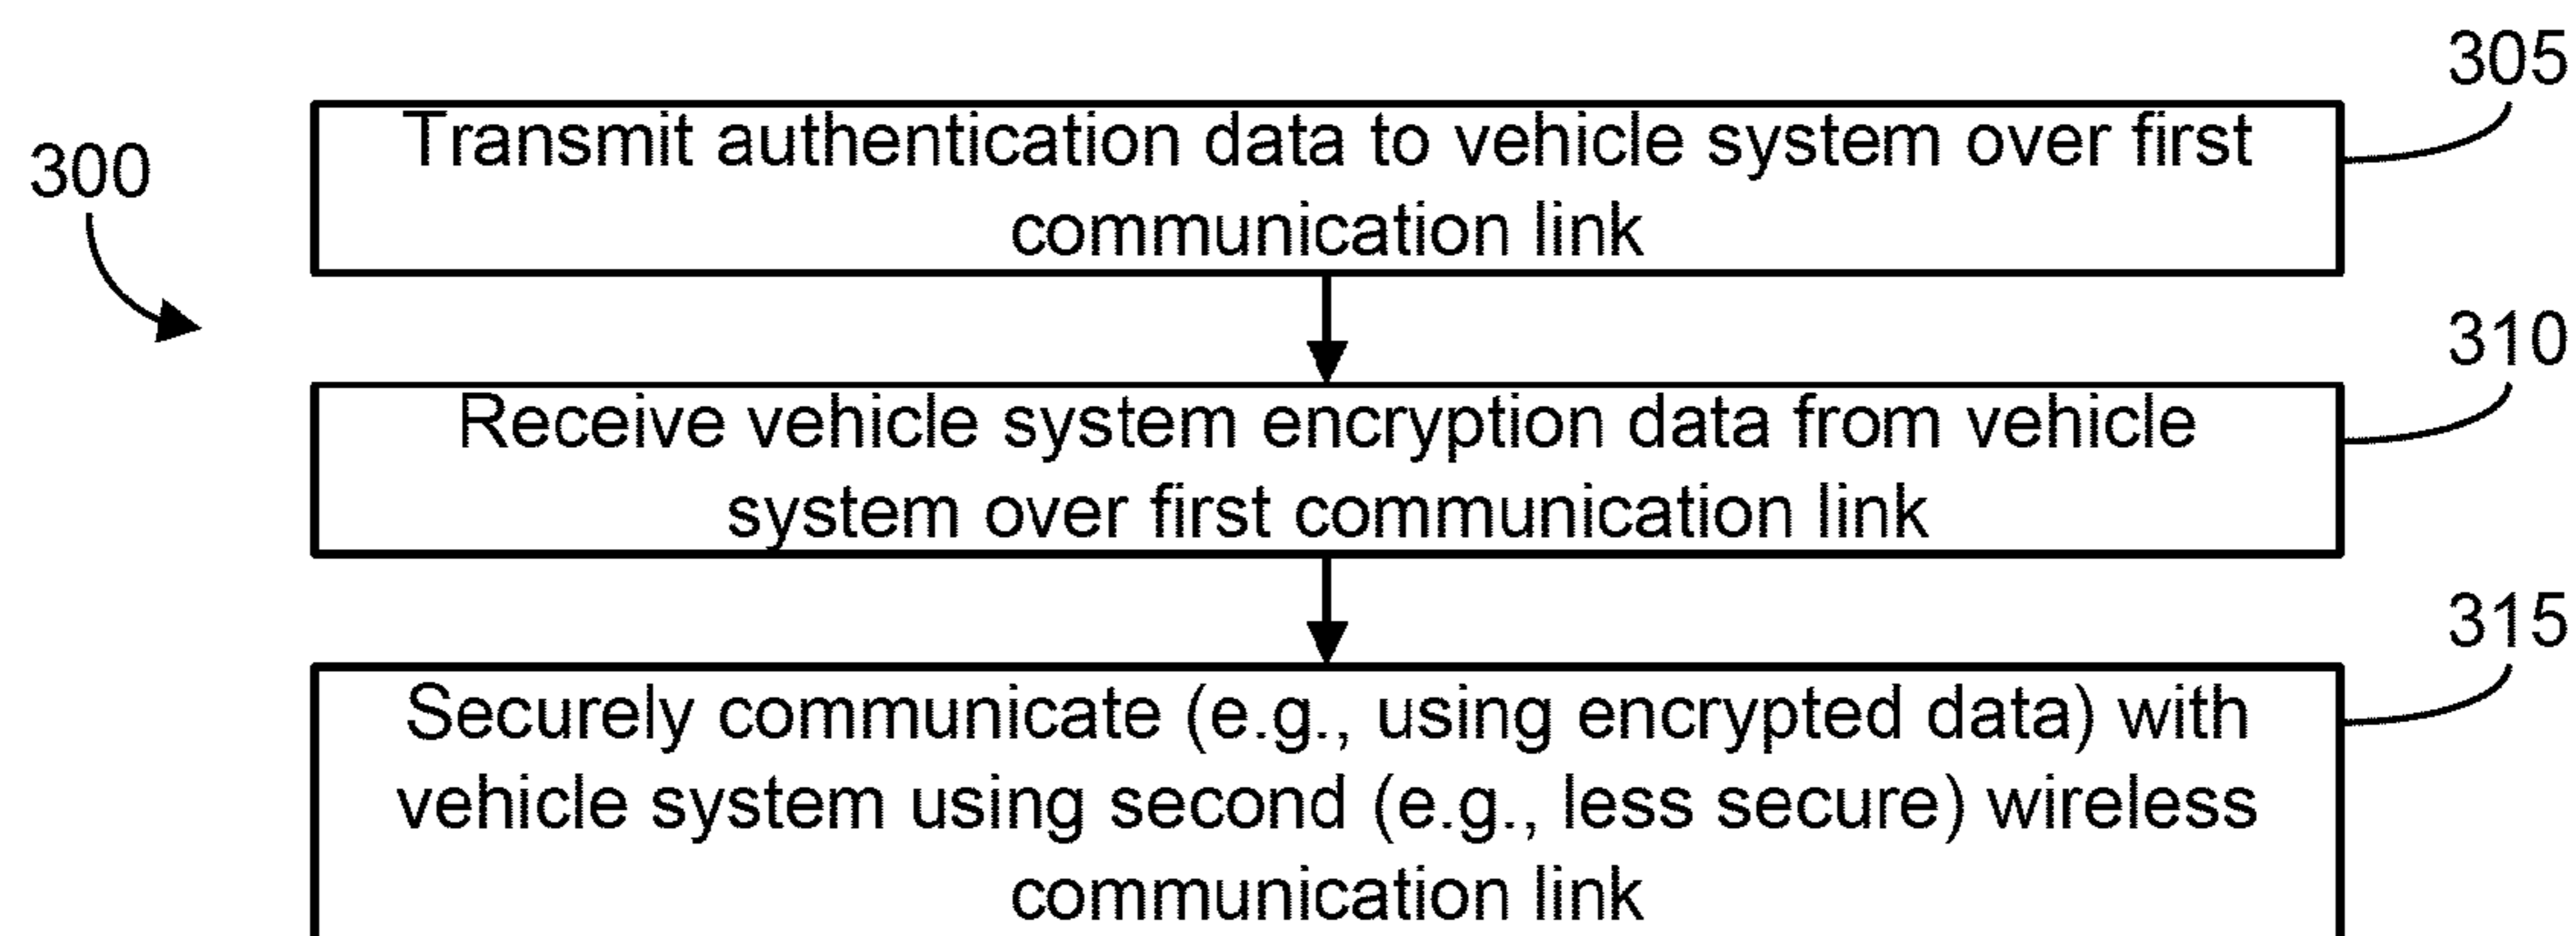 305
Transmit authentication data to vehicle system over first
communication link
300
310
Receive vehicle system encryption data from vehicle
system over first communication link
315
Securely communicate (e.g., using encrypted data) with
vehicle system using second (e.g., less secure) wireless
communication link